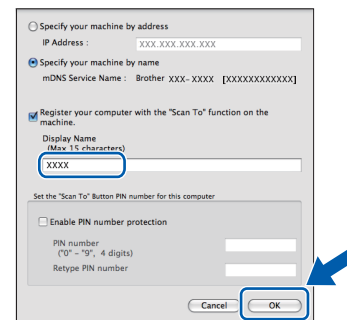 Specify your machine by address
IP Address : XXX.XXX.XXX.XXX
Specify your machine by name
mDNS Service Name : Brother XXX-XXXX [XXXXXXXXXXXX]
Register your computer with the "Scan To" function on the
machine.
Display Name
(Max 15 characters)
XXXX
Set the "Scan To" Button PIN number for this computer
Enable PIN number protection
PIN number
("0" - "9", 4 digits)
Retype PIN number
Cancel OK